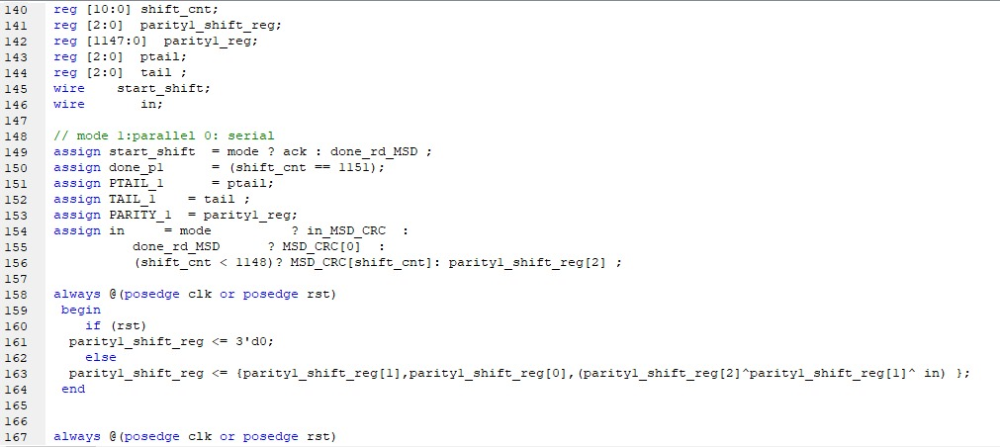 140 reg [10:0] shift_cnt;
141 reg [2:0] parity1_shift_reg;
142 reg [1147:0] parity1_reg;
143 reg [2:0] ptail;
144 reg [2:0] tail ;
145 wire start_shift;
146 wire in;
147
148 // mode 1:parallel 0: serial
149 assign start_shift = mode ? ack : done_rd_MSD ;
150 assign done_p1 = (shift_cnt == 1151);
151 assign PTAIL_1 = ptail;
152 assign TAIL_1 = tail ;
153 assign PARITY_1 = parity1_reg;
154 assign in = mode ? in_MSD_CRC :
155 done_rd_MSD ? MSD_CRC[0] :
156 (shift_cnt < 1148)? MSD_CRC[shift_cnt]: parity1_shift_reg[2] ;
157
158 always @(posedge clk or posedge rst)
159 begin
160 if (rst)
161 parity1_shift_reg <= 3'd0;
162 else
163 parity1_shift_reg <= {parity1_shift_reg[1],parity1_shift_reg[0],(parity1_shift_reg[2]^parity1_shift_reg[1]^ in) };
164 end
165
166
167 always @(posedge clk or posedge rst)